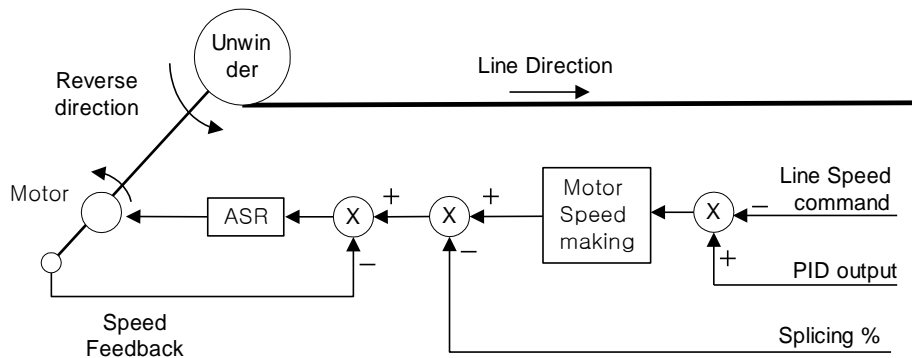 Unwin
der
Reverse
direction
Line Direction
Motor
ASR
X
+
X
+
Motor
Speed
making
X
−
Line Speed
command
−
−
+
PID output
Speed
Feedback
Splicing %